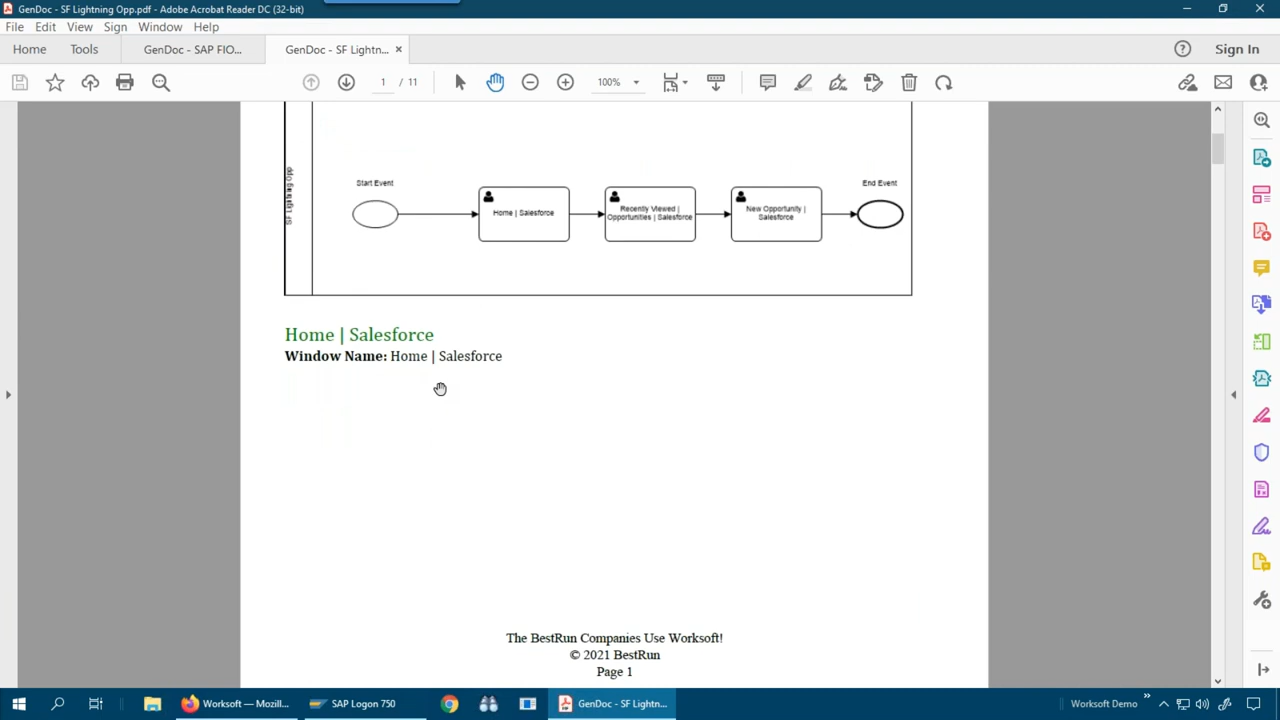 GenDoc - SF Lightning Opp.pdf - Adobe Acrobat Reader DC (32-bit)
File Edit View Sign Window Help
Home Tools GenDoc - SAP FIO... GenDoc - SF Lightn... × Sign In
1 / 11 100%
SF Lightning Opp
Start Event
End Event
Home | Salesforce
Recently Viewed |
Opportunities | Salesforce
New Opportunity |
Salesforce
Home | Salesforce
Window Name: Home | Salesforce
The BestRun Companies Use Worksoft!
© 2021 BestRun
Page 1
Worksoft — Mozill... SAP Logon 750 GenDoc - SF Lightn... Worksoft Demo